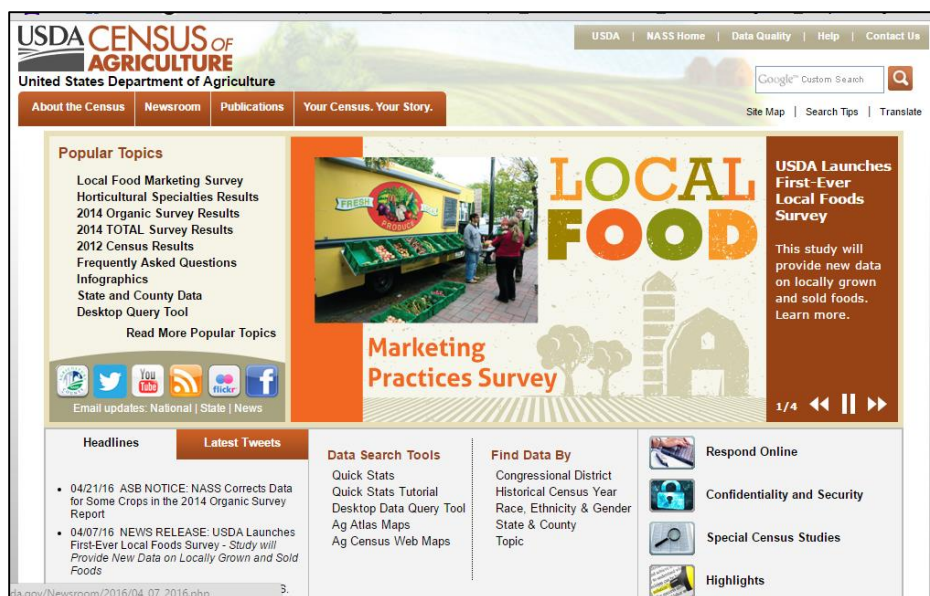 USDA CENSUS OF
AGRICULTURE
United States Department of Agriculture
USDA | NASS Home | Data Quality | Help | Contact Us
Google™ Custom Search
Site Map | Search Tips | Translate
About the Census
Newsroom
Publications
Your Census. Your Story.
Popular Topics
Local Food Marketing Survey
Horticultural Specialties Results
2014 Organic Survey Results
2014 TOTAL Survey Results
2012 Census Results
Frequently Asked Questions
Infographics
State and County Data
Desktop Query Tool
Read More Popular Topics
You
Tube
flickr
Email updates: National | State | News
FRESH
PRODUCE
LOCAL
FOOD
Marketing
Practices Survey
USDA Launches
First-Ever
Local Foods
Survey
This study will
provide new data
on locally grown
and sold foods.
Learn more.
1/4
Headlines
Latest Tweets
04/21/16 ASB NOTICE: NASS Corrects Data
for Some Crops in the 2014 Organic Survey
Report
04/07/16 NEWS RELEASE: USDA Launches
First-Ever Local Foods Survey - Study will
Provide New Data on Locally Grown and Sold
Foods
da.gov/Newsroom/2016/04_07_2016.php
S.
Data Search Tools
Quick Stats
Quick Stats Tutorial
Desktop Data Query Tool
Ag Atlas Maps
Ag Census Web Maps
Find Data By
Congressional District
Historical Census Year
Race, Ethnicity & Gender
State & County
Topic
Respond Online
Confidentiality and Security
Special Census Studies
Highlights